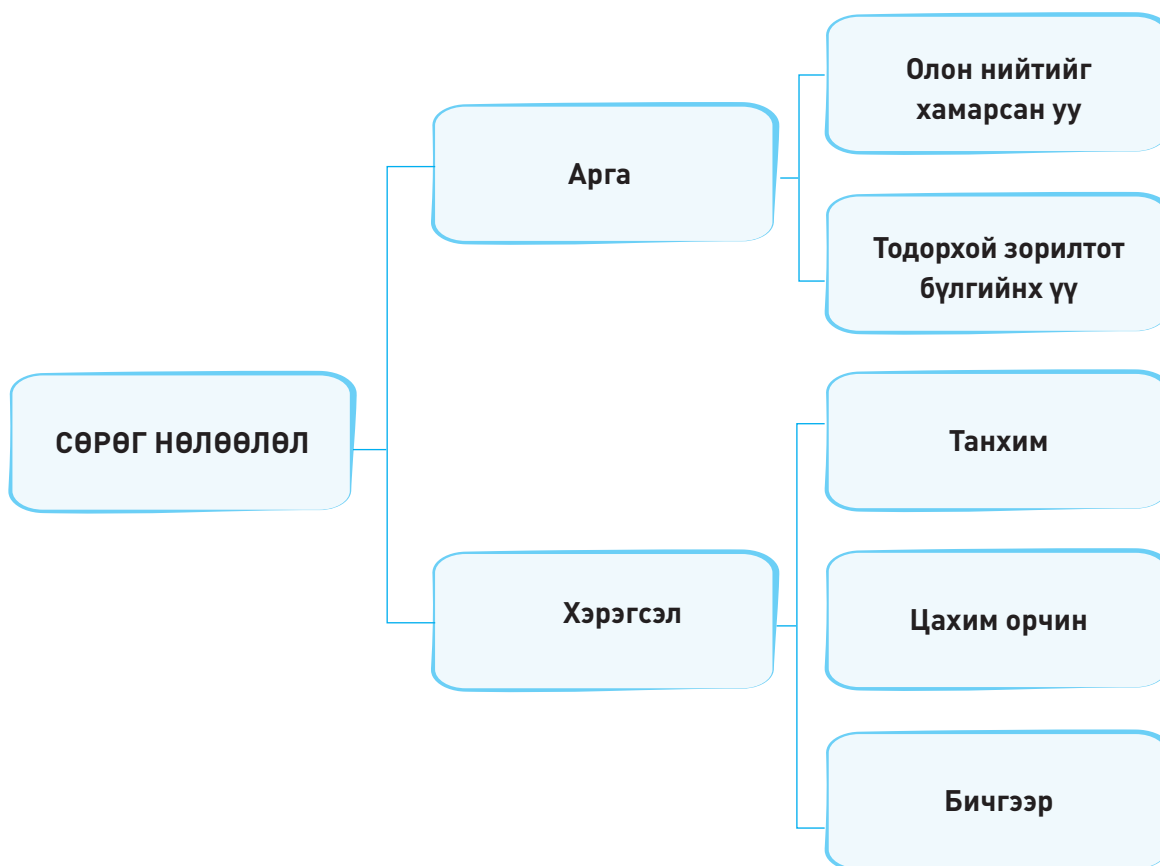 СӨРӨГ НӨЛӨӨЛӨЛ
Арга
Олон нийтийг
хамарсан уу
Тодорхой зорилтот
бүлгийнх үү
Хэрэгсэл
Танхим
Цахим орчин
Бичгээр